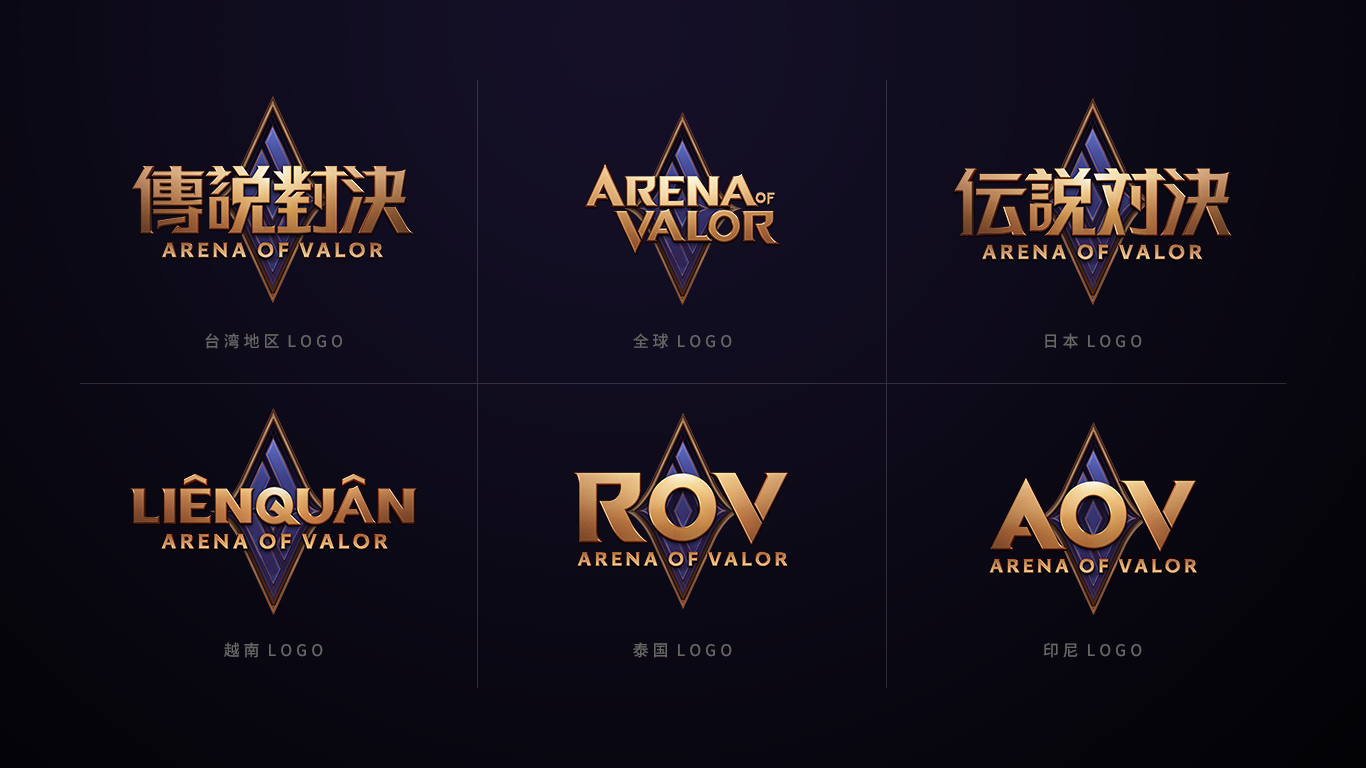 傳說對決
ARENA OF VALOR
台湾地区 LOGO
ARENA OF
VALOR
全球 LOGO
伝説対決
ARENA OF VALOR
日本 LOGO
LIÊNQUÂN
ARENA OF VALOR
越南 LOGO
ROV
ARENA OF VALOR
泰国 LOGO
AOV
ARENA OF VALOR
印尼 LOGO